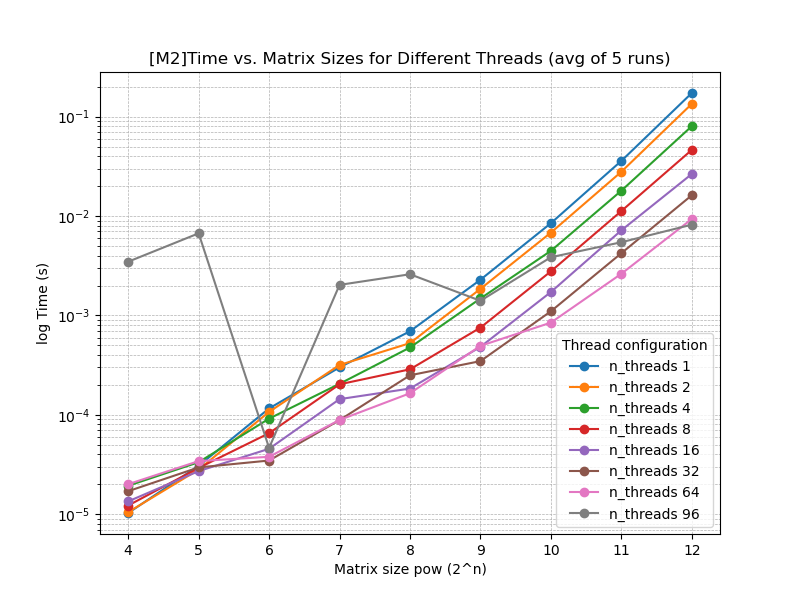 [M2]Time vs. Matrix Sizes for Different Threads (avg of 5 runs)
log Time (s)
10⁻¹
10⁻²
10⁻³
10⁻⁴
10⁻⁵
4 5 6 7 8 9 10 11 12
Matrix size pow (2^n)
Thread configuration
n_threads 1
n_threads 2
n_threads 4
n_threads 8
n_threads 16
n_threads 32
n_threads 64
n_threads 96